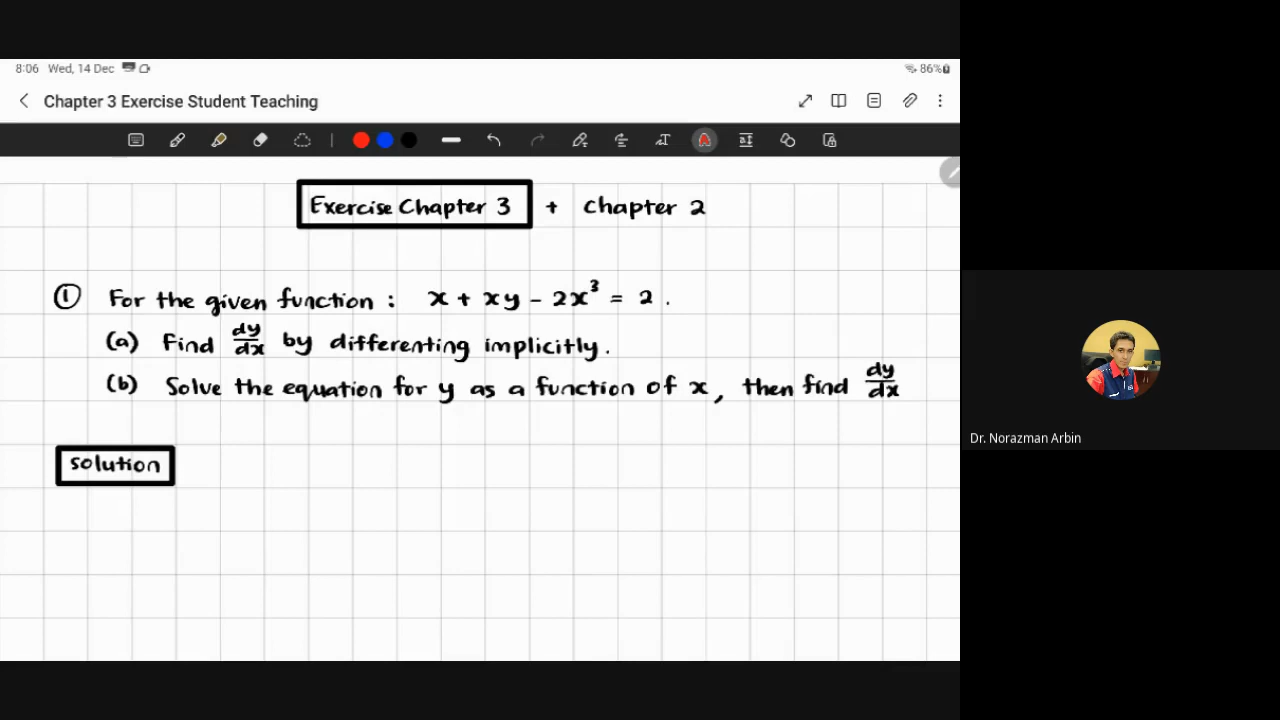 8:06 Wed, 14 Dec 86%
Chapter 3 Exercise Student Teaching
Exercise Chapter 3 + Chapter 2
① For the given function : x + xy - 2x³ = 2 .
(a) Find dy/dx by differenting implicitly.
(b) Solve the equation for y as a function of x, then find dy/dx
Solution
Dr. Norazman Arbin